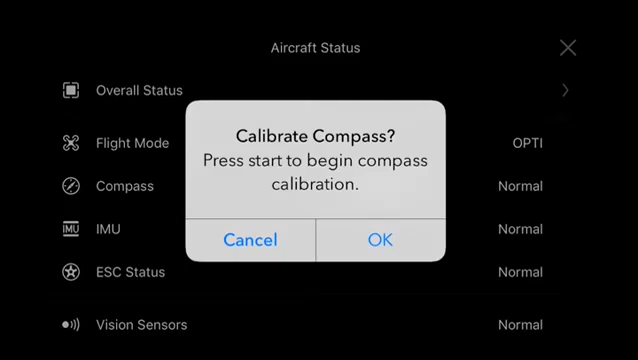 Aircraft Status
Overall Status
Flight Mode OPTI
Compass Normal
IMU IMU Normal
ESC Status Normal
Vision Sensors Normal
Calibrate Compass?
Press start to begin compass
calibration.
Cancel OK